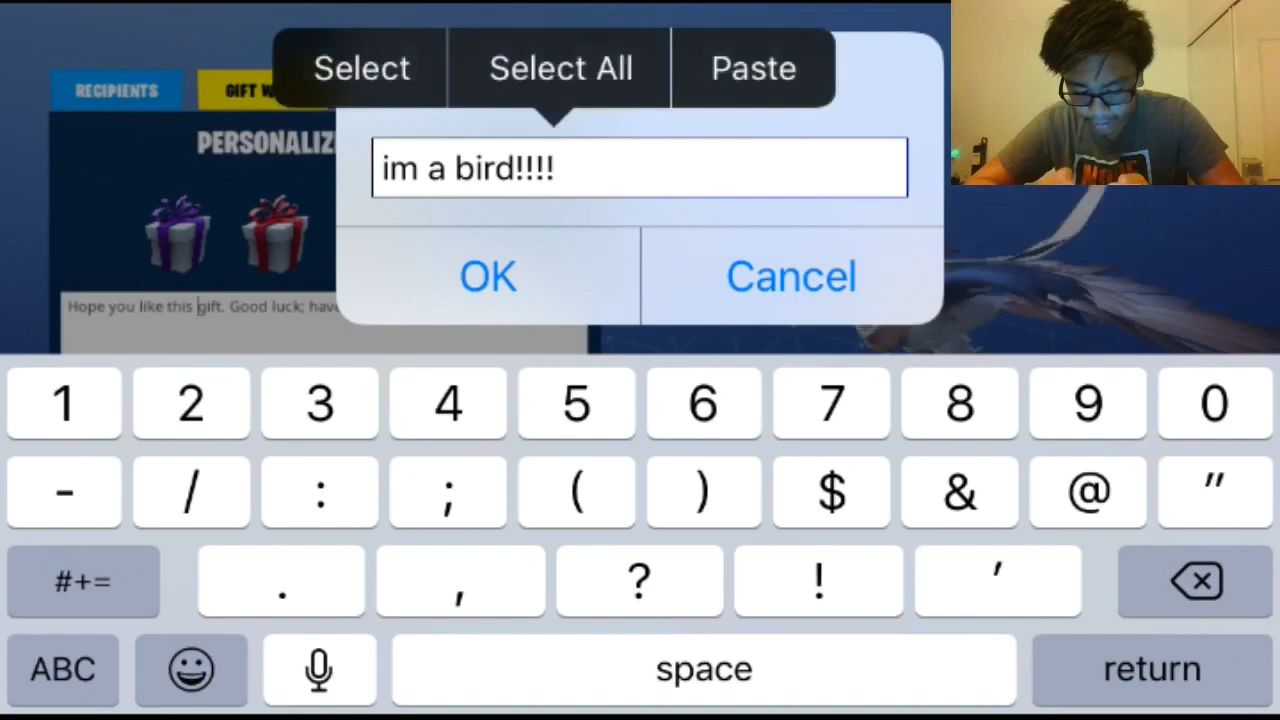 Select
Select All
Paste
RECIPIENTS
GIFT W
PERSONALIZ
im a bird!!!!
OK
Cancel
Hope you like this gift. Good luck; hav
1 2 3 4 5 6 7 8 9 0
- / : ; ( ) $ & @ "
#+= . , ? ! '
ABC space return